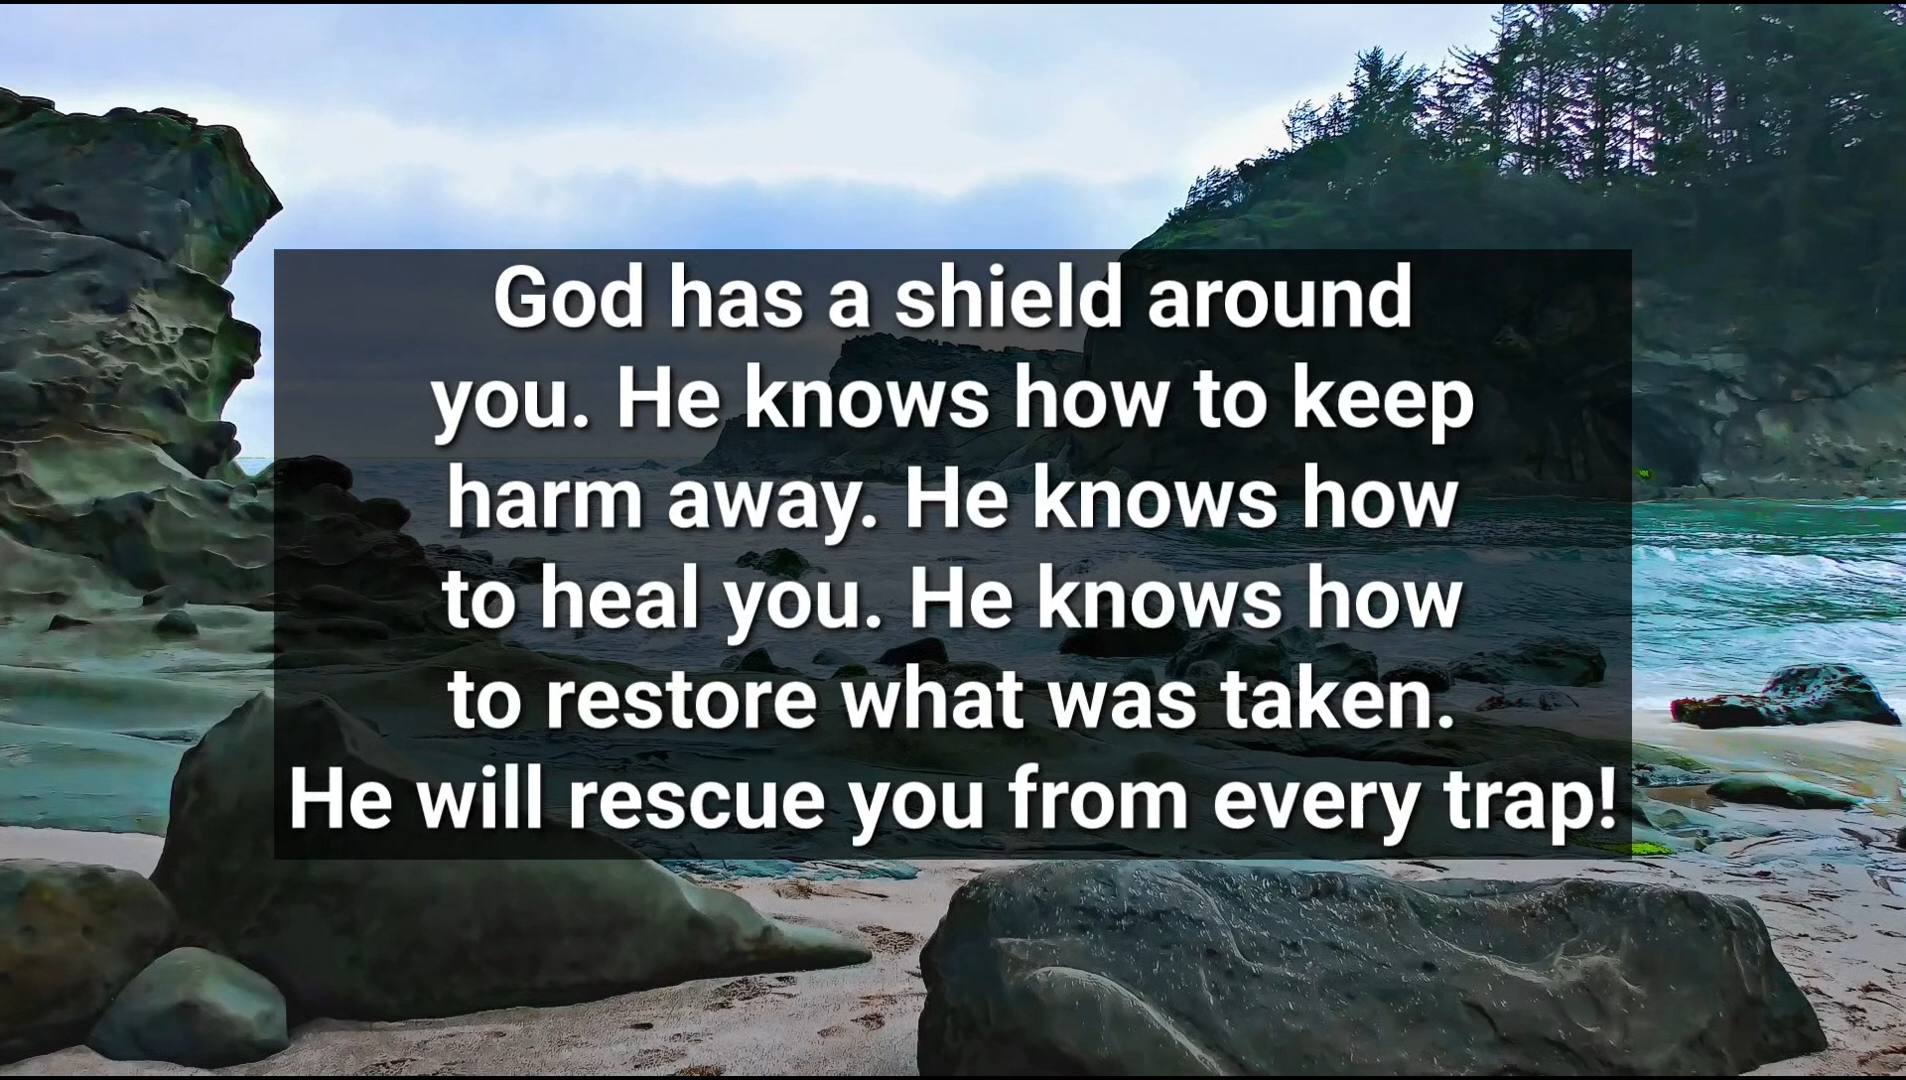 God has a shield around
you. He knows how to keep
harm away. He knows how
to heal you. He knows how
to restore what was taken.
He will rescue you from every trap!